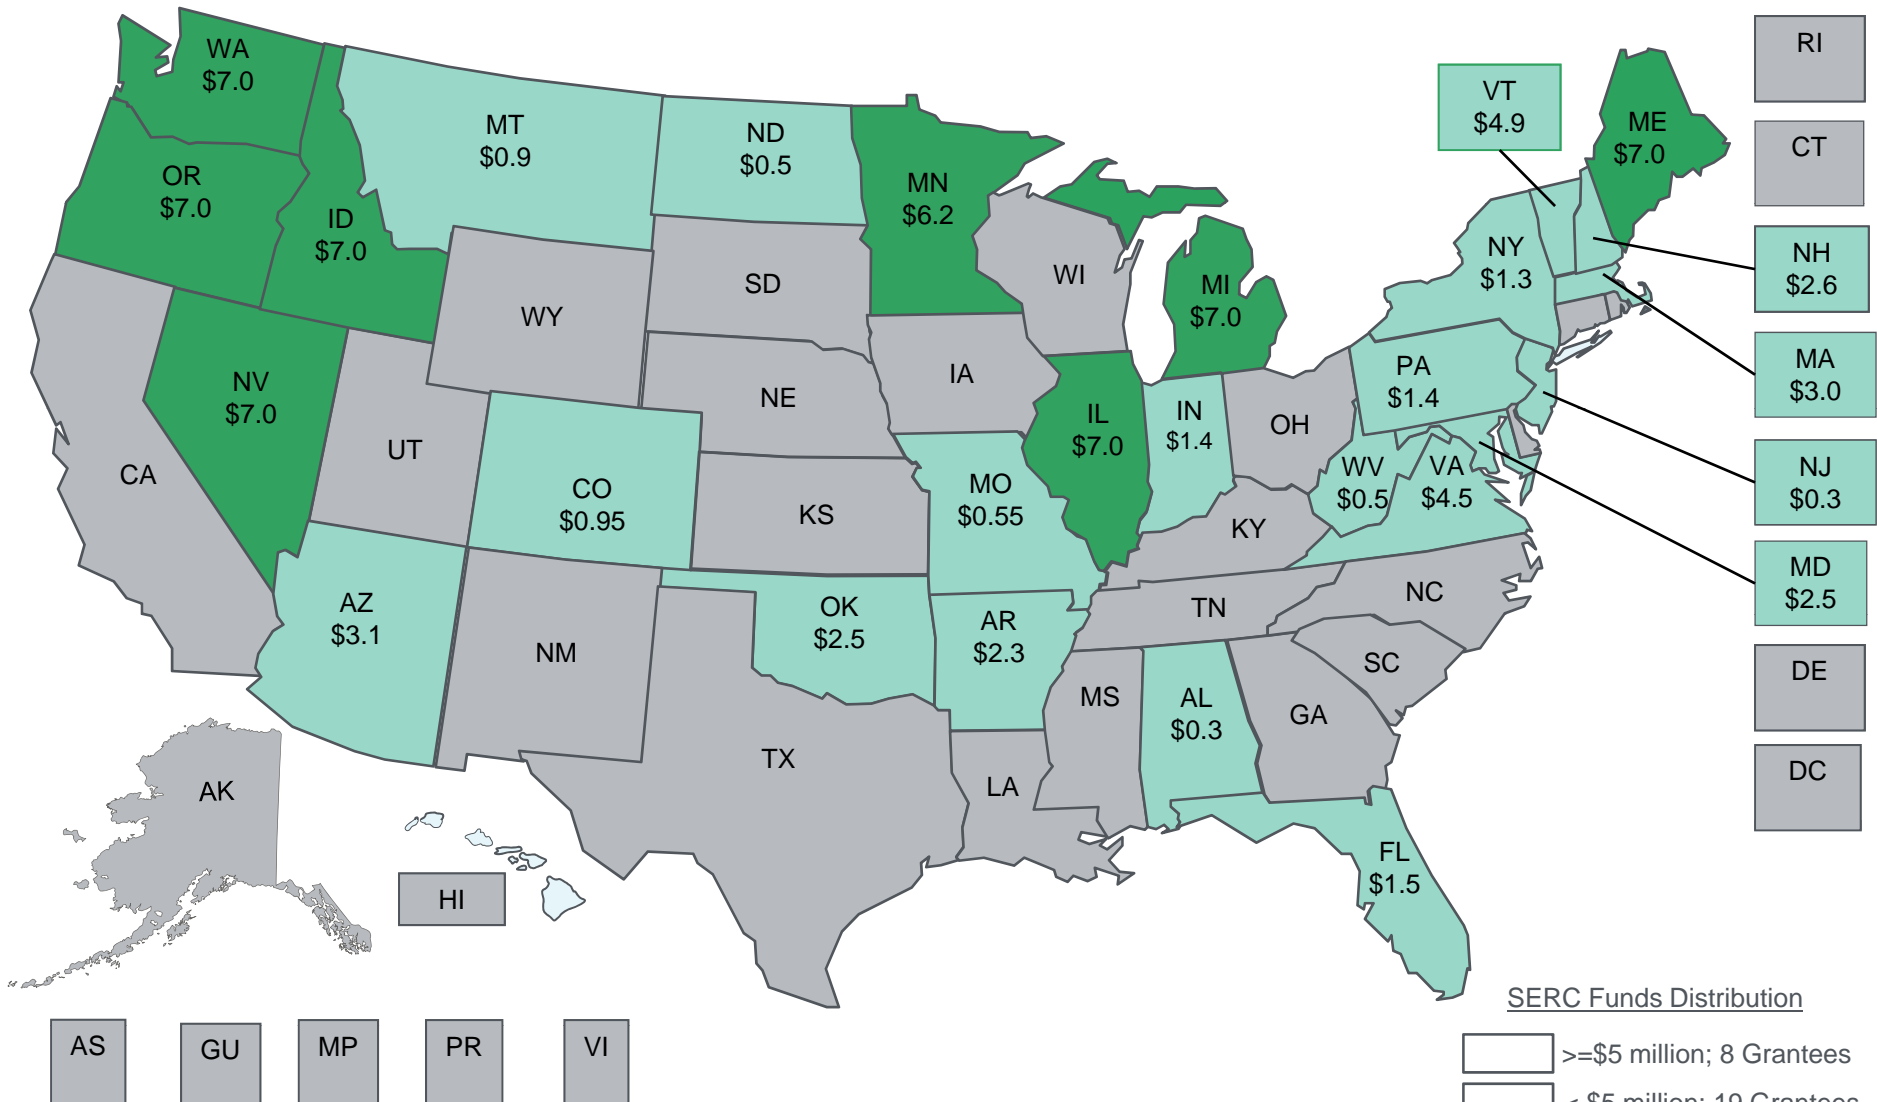 WA
$7.0
OR
$7.0
ID
$7.0
MT
$0.9
ND
$0.5
MN
$6.2
VT
$4.9
ME
$7.0
RI
CT
NH
$2.6
MA
$3.0
NJ
$0.3
MD
$2.5
DE
DC
NY
$1.3
WI
MI
$7.0
SD
WY
NV
$7.0
NE
IA
IL
$7.0
IN
$1.4
OH
PA
$1.4
CA
UT
CO
$0.95
KS
MO
$0.55
KY
WV
$0.5
VA
$4.5
AZ
$3.1
NM
OK
$2.5
AR
$2.3
TN
NC
SC
MS
AL
$0.3
GA
TX
LA
FL
$1.5
AK
HI
AS
GU
MP
PR
VI
SERC Funds Distribution
>=$5 million; 8 Grantees
< $5 million; 19 Grantees